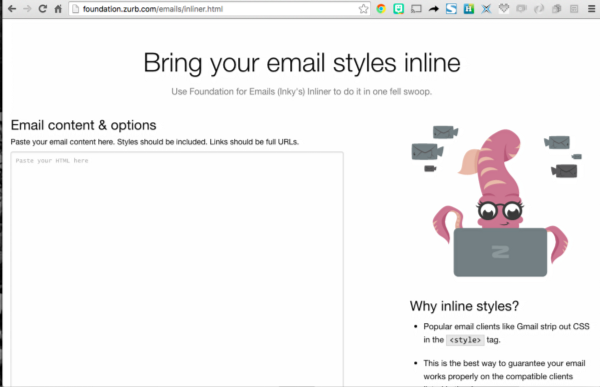 foundation.zurb.com/emails/inliner.html
Bring your email styles inline
Use Foundation for Emails (Inky's) Inliner to do it in one fell swoop.
Email content & options
Paste your email content here. Styles should be included. Links should be full URLs.
Paste your HTML here
Why inline styles?
Popular email clients like Gmail strip out CSS
in the <style> tag.
This is the best way to guarantee your email
works properly on the compatible clients